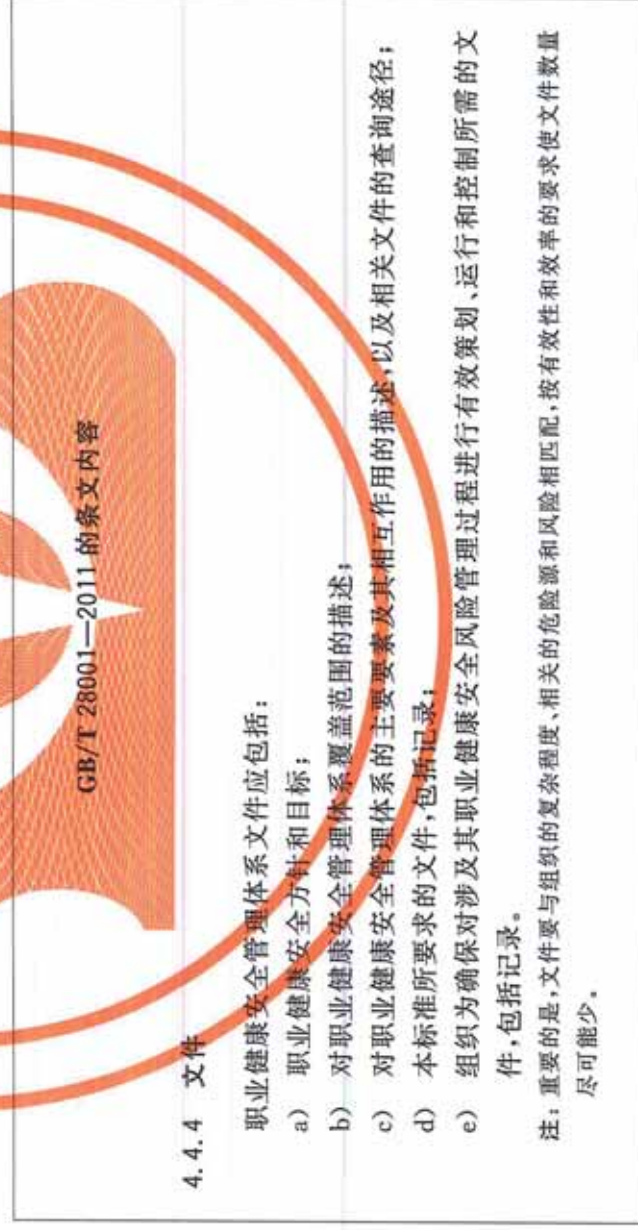 GB/T 28001—2011 的条文内容
4.4.4 文件
职业健康安全管理体系文件应包括：
a） 职业健康安全方针和目标；
b） 对职业健康安全管理体系覆盖范围的描述；
c） 对职业健康安全管理体系的主要要素及其相互作用的描述，以及相关文件的查询途径；
d） 本标准所要求的文件，包括记录；
e） 组织为确保对涉及其职业健康安全风险管理过程进行有效策划、运行和控制所需的文
件，包括记录。
注：重要的是，文件要与组织的复杂程度、相关的危险源和风险相匹配，按有效性和效率的要求使文件数量
尽可能少。